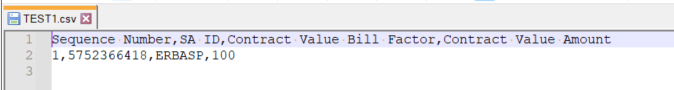 TEST1.csv
1 Sequence Number,SA ID,Contract Value Bill Factor,Contract Value Amount
2 1,5752366418,ERBASP,100
3